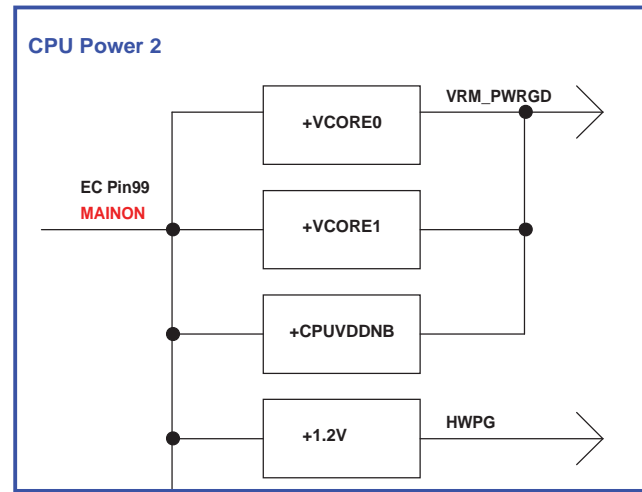 CPU Power 2
+VCORE0
VRM_PWRGD
EC Pin99
MAINON
+VCORE1
+CPUVDDNB
+1.2V
HWPG